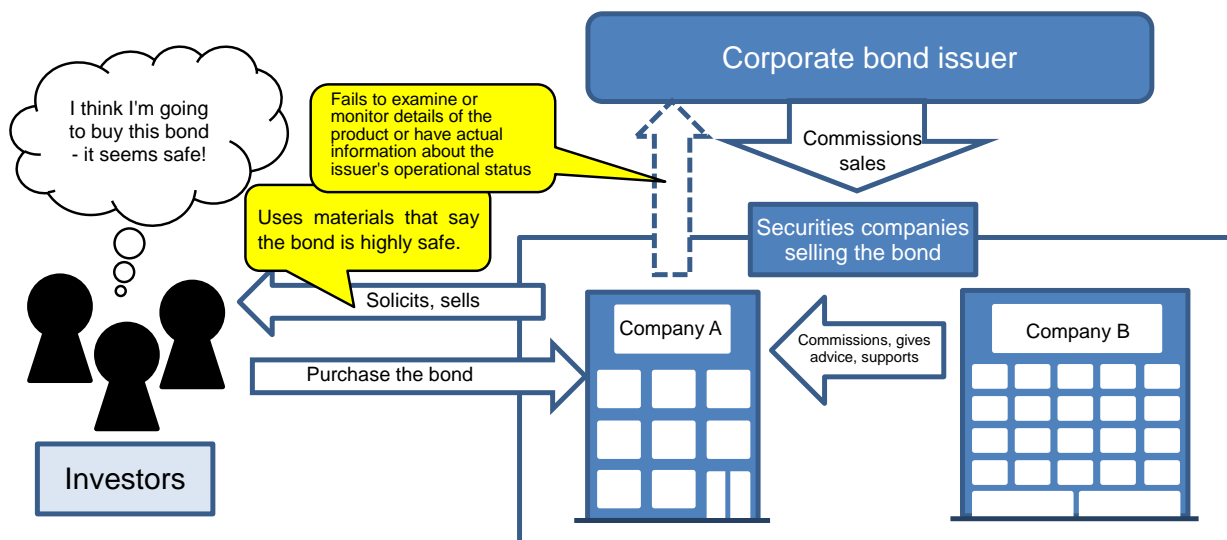 Corporate bond issuer
I think I'm going
to buy this bond
- it seems safe!
Fails to examine or
monitor details of the
product or have actual
information about the
issuer's operational status
Commissions
sales
Uses materials that say
the bond is highly safe.
Securities companies
selling the bond
Solicits, sells
Company A
Commissions, gives
advice, supports
Company B
Purchase the bond
Investors